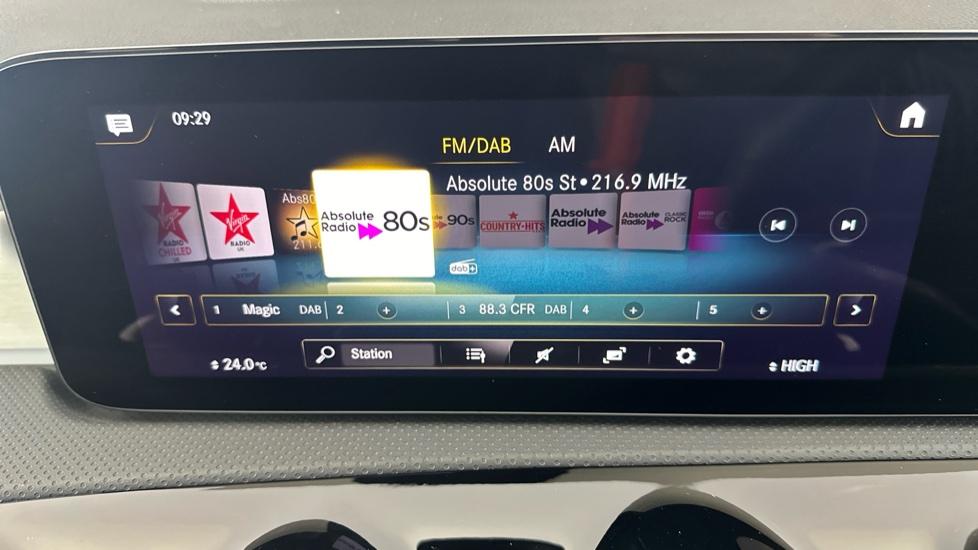 09:29
FM/DAB AM
Absolute 80s St • 216.9 MHz
Virgin RADIO CHILLED
Virgin RADIO UK
Abs80
211.
Absolute Radio 80s
90s
COUNTRY-HITS
Absolute Radio
Absolute Radio CLASSIC ROCK
dab+
1 Magic DAB 2 + 3 88.3 CFR DAB 4 + 5 +
24.0°C
Station
HIGH